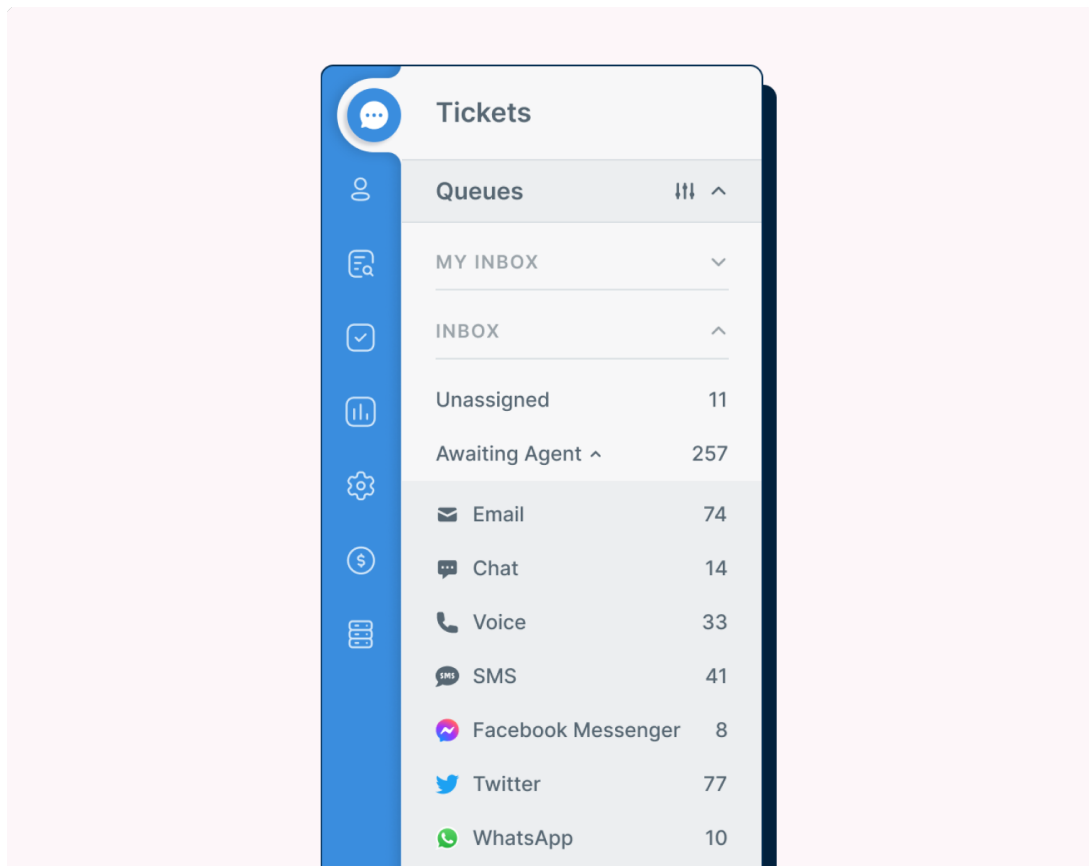 Tickets
Queues
MY INBOX
INBOX
Unassigned 11
Awaiting Agent 257
Email 74
Chat 14
Voice 33
SMS SMS 41
Facebook Messenger 8
Twitter 77
WhatsApp 10